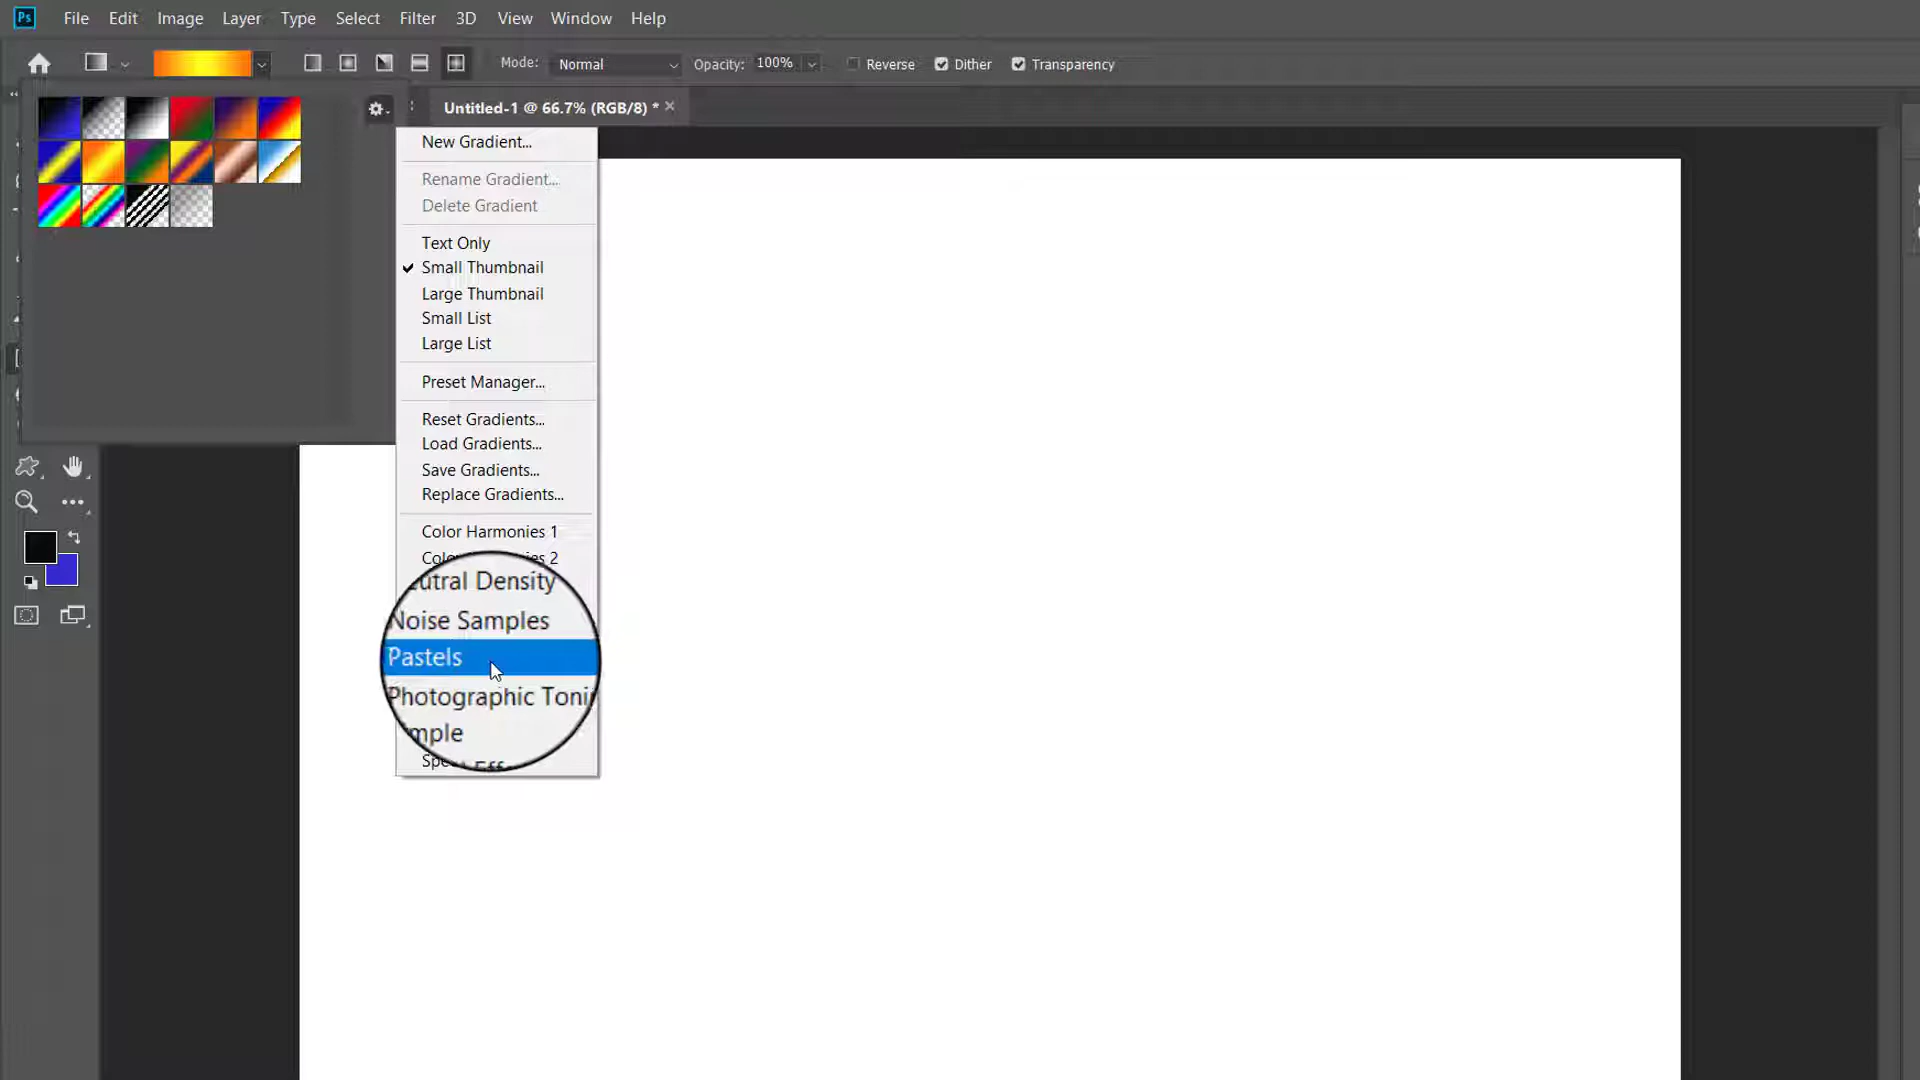 Ps File Edit Image Layer Type Select Filter 3D View Window Help
Mode: Normal Opacity: 100% Reverse Dither Transparency
Untitled-1 @ 66.7% (RGB/8) *
New Gradient...
Rename Gradient...
Delete Gradient
Text Only
Small Thumbnail
Large Thumbnail
Small List
Large List
Preset Manager...
Reset Gradients...
Load Gradients...
Save Gradients...
Replace Gradients...
Color Harmonies 1
Density
Noise Samples
Pastels
Photographic